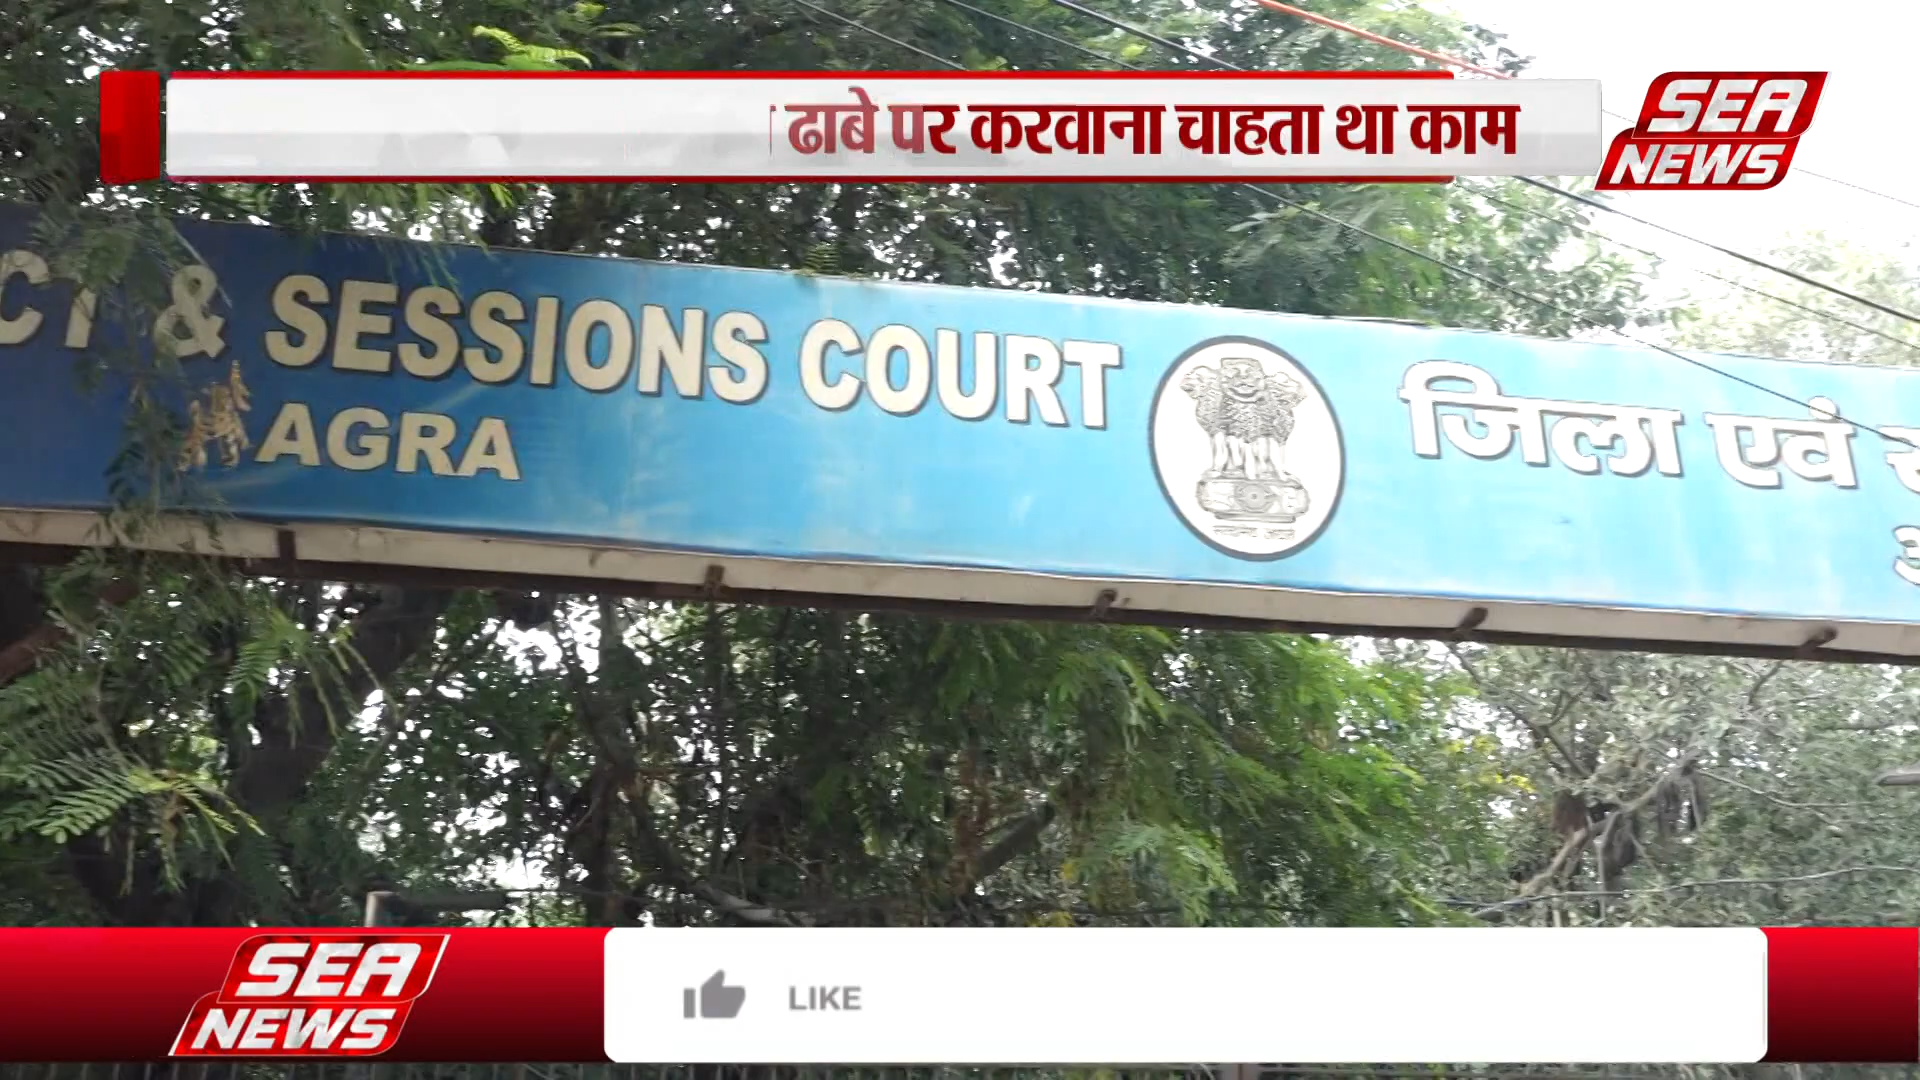 ढाबे पर करवाना चाहता था काम
SEA
NEWS
& SESSIONS COURT
AGRA
जिला एवं
SEA
NEWS
LIKE